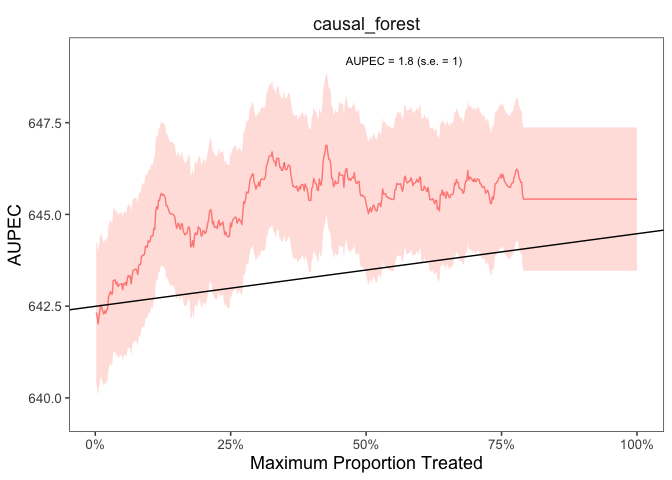 causal_forest
AUPEC = 1.8 (s.e. = 1)
647.5
645.0
642.5
640.0
AUPEC
0% 25% 50% 75% 100%
Maximum Proportion Treated